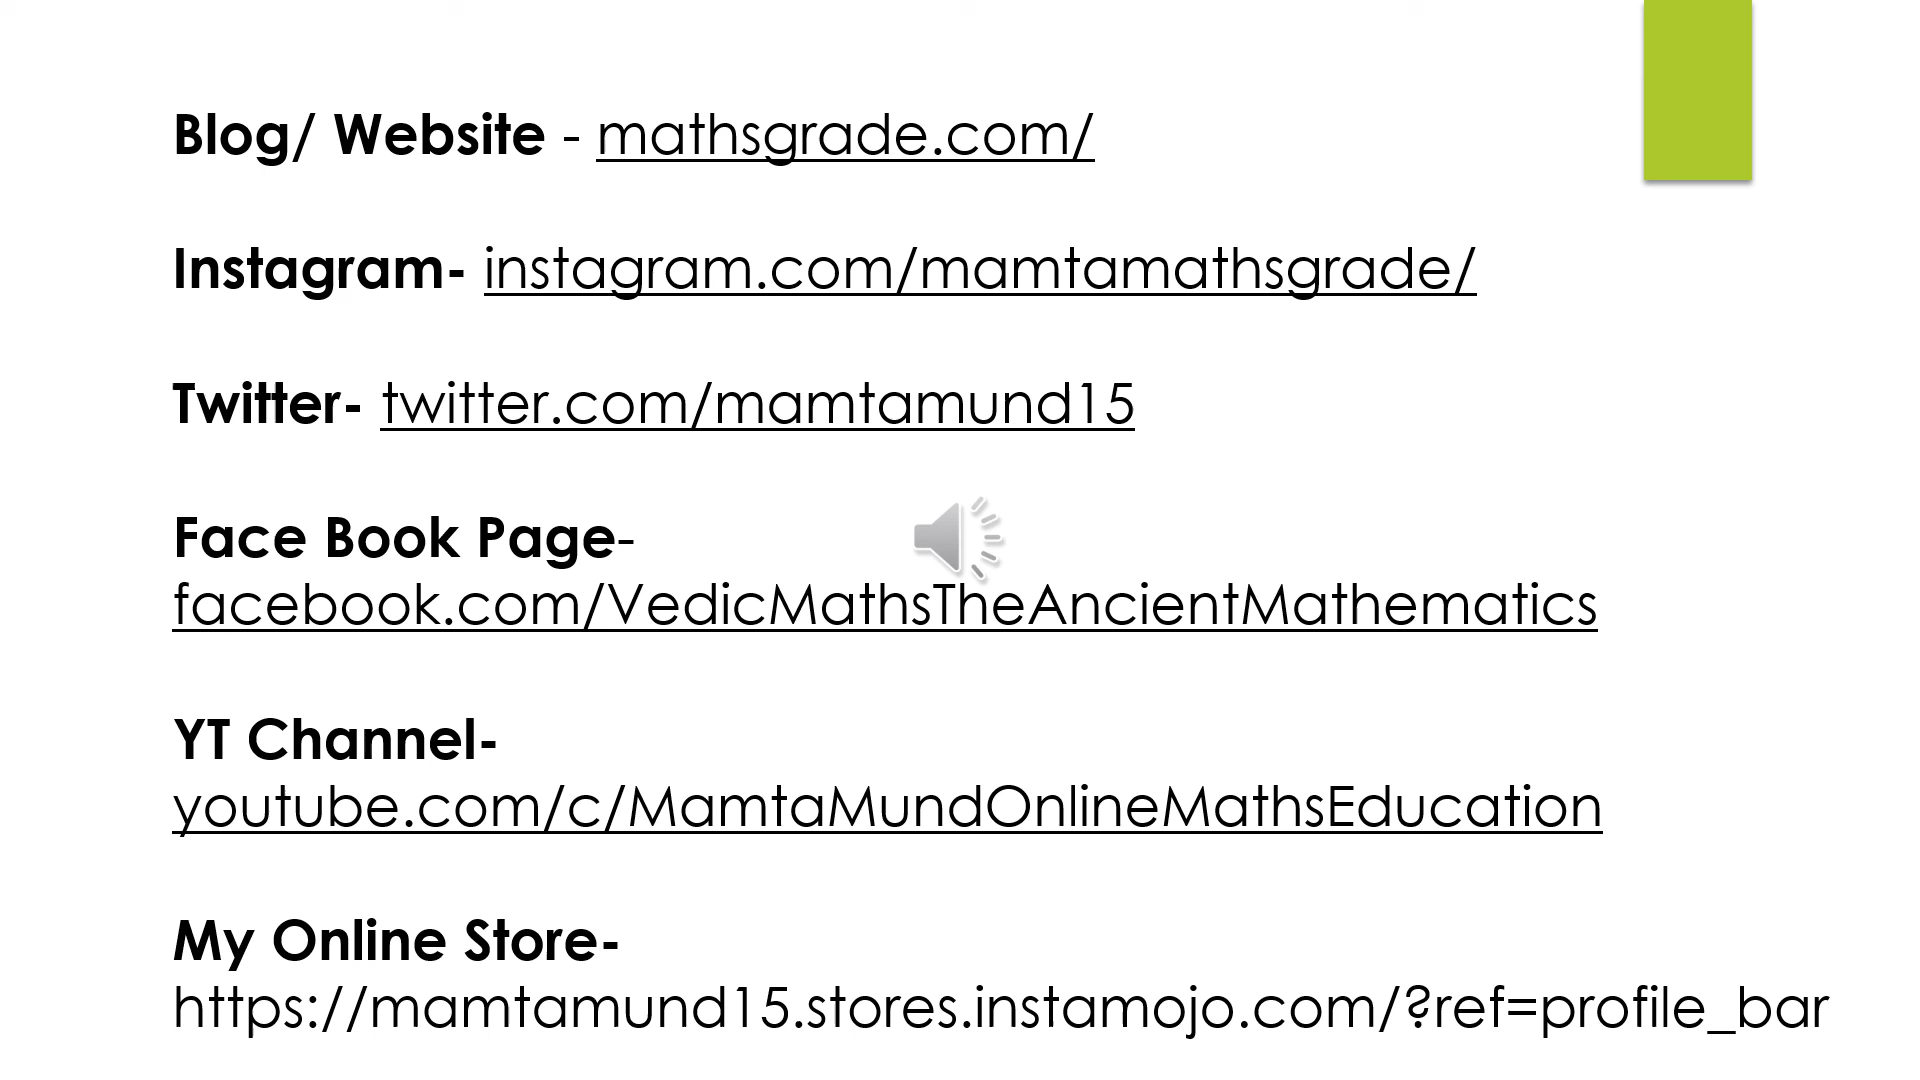 Blog/ Website - mathsgrade.com/
Instagram- instagram.com/mamtamathsgrade/
Twitter- twitter.com/mamtamund15
Face Book Page-
facebook.com/VedicMathsTheAncientMathematics
YT Channel-
youtube.com/c/MamtaMundOnlineMathsEducation
My Online Store-
https://mamtamund15.stores.instamojo.com/?ref=profile_bar